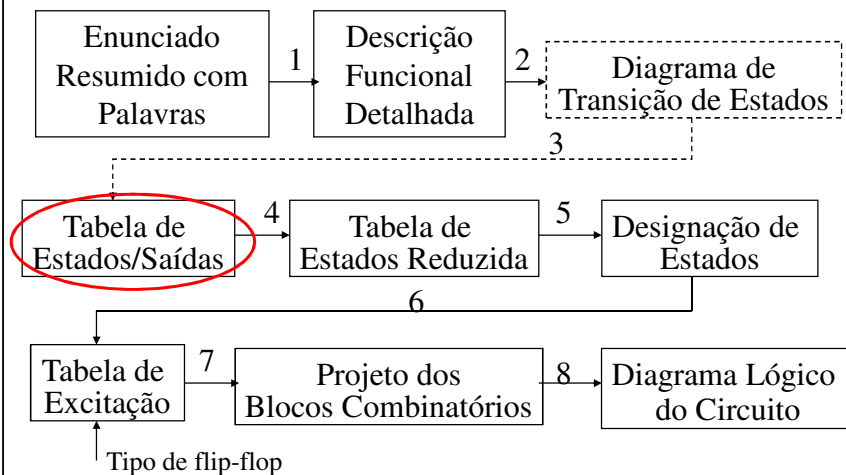 Enunciado
Resumido com
Palavras
1
Descrição
Funcional
Detalhada
2
Diagrama de
Transição de Estados
3
Tabela de
Estados/Saídas
4
Tabela de
Estados Reduzida
5
Designação de
Estados
6
Tabela de
Excitação
7
Projeto dos
Blocos Combinatórios
8
Diagrama Lógico
do Circuito
Tipo de flip-flop